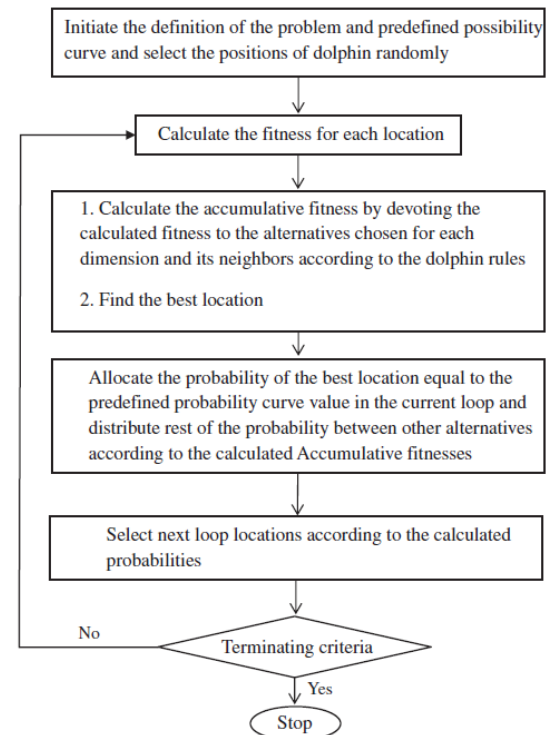 Initiate the definition of the problem and predefined possibility
curve and select the positions of dolphin randomly
Calculate the fitness for each location
1. Calculate the accumulative fitness by devoting the
calculated fitness to the alternatives chosen for each
dimension and its neighbors according to the dolphin rules
2. Find the best location
Allocate the probability of the best location equal to the
predefined probability curve value in the current loop and
distribute rest of the probability between other alternatives
according to the calculated Accumulative fitnesses
Select next loop locations according to the calculated
probabilities
No
Terminating criteria
Yes
Stop